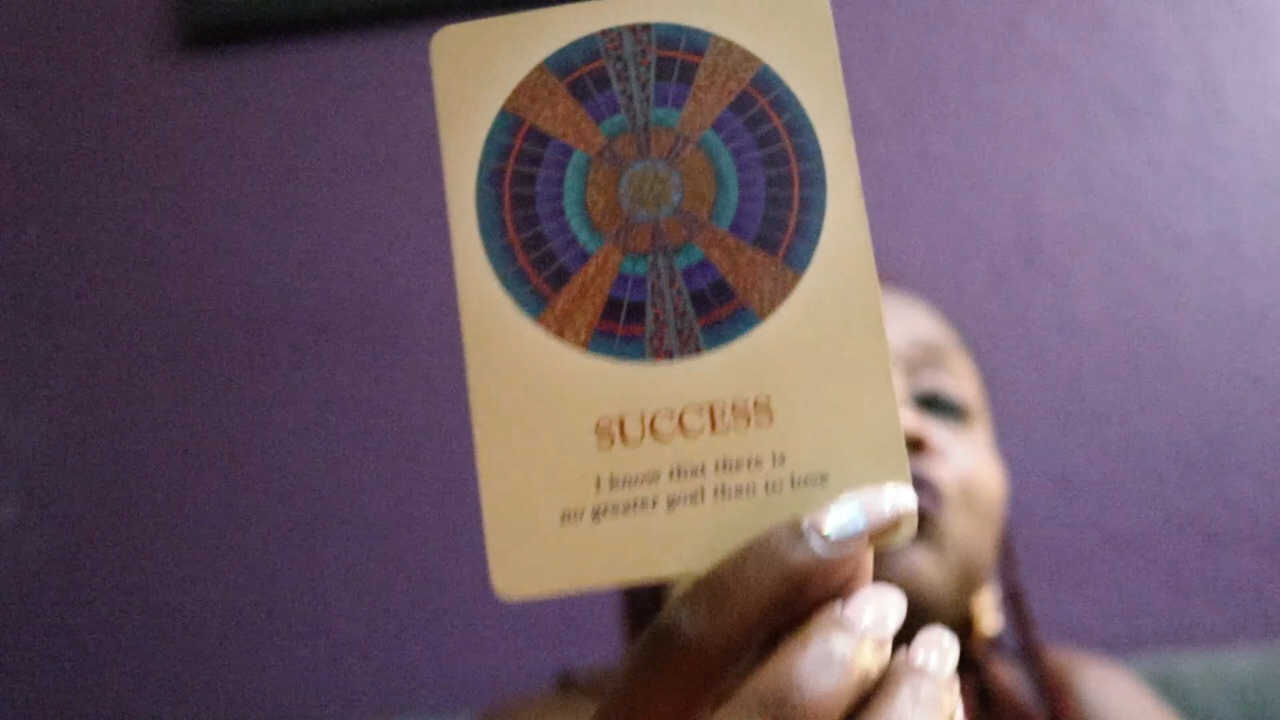 SUCCESS
I know that there is
no greater goal than to love